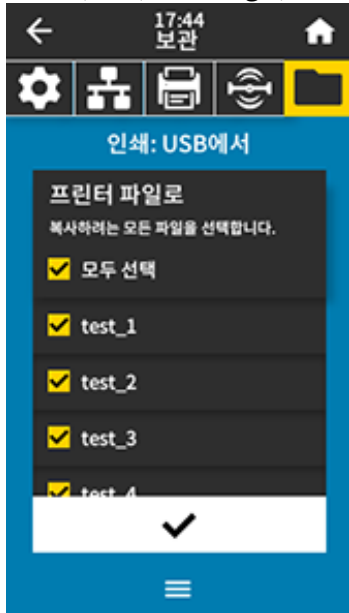 17:44
보관
인쇄: USB에서
프린터 파일로
복사하려는 모든 파일을 선택합니다.
모두 선택
test_1
test_2
test_3
test_4